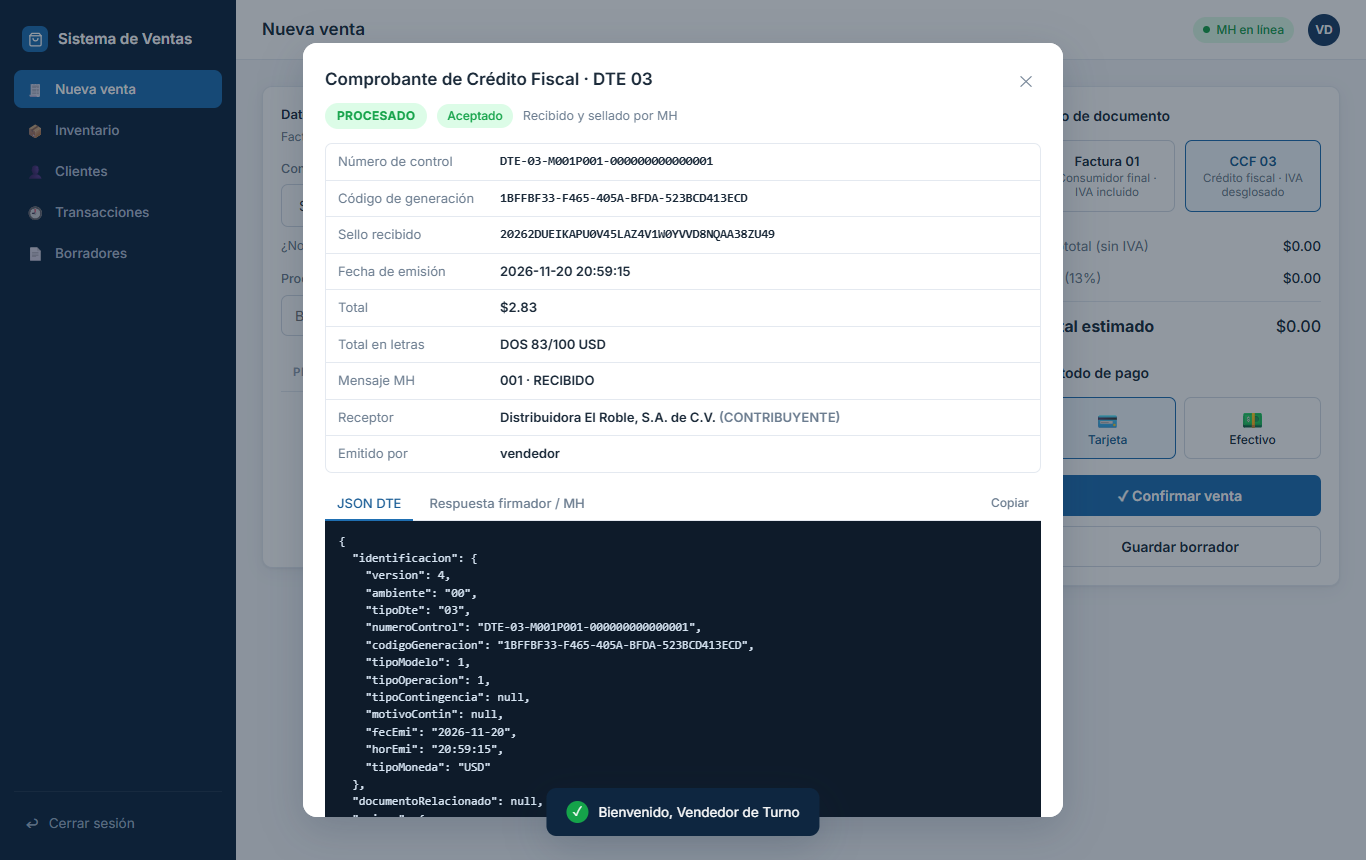 Sistema de Ventas
Nueva venta
Inventario
Clientes
Transacciones
Borradores
Cerrar sesión
Nueva venta
MH en línea
VD
Comprobante de Crédito Fiscal · DTE 03
PROCESADO
Aceptado
Recibido y sellado por MH
Número de control DTE-03-M001P001-000000000000001
Código de generación 1BFFBF33-F465-405A-BFDA-523BCD413ECD
Sello recibido 20262DUEIKAPU0V45LAZ4V1W0YVVD8NQAA38ZU49
Fecha de emisión 2026-11-20 20:59:15
Total $2.83
Total en letras DOS 83/100 USD
Mensaje MH 001 · RECIBIDO
Receptor Distribuidora El Roble, S.A. de C.V. (CONTRIBUYENTE)
Emitido por vendedor
JSON DTE
Respuesta firmador / MH
Copiar
{
"identificacion": {
"version": 4,
"ambiente": "00",
"tipoDte": "03",
"numeroControl": "DTE-03-M001P001-000000000000001",
"codigoGeneracion": "1BFFBF33-F465-405A-BFDA-523BCD413ECD",
"tipoModelo": 1,
"tipoOperacion": 1,
"tipoContingencia": null,
"motivoContin": null,
"fecEmi": "2026-11-20",
"horEmi": "20:59:15",
"tipoMoneda": "USD"
},
"documentoRelacionado": null,
Bienvenido, Vendedor de Turno
o de documento
Factura 01
Consumidor final ·
IVA incluido
CCF 03
Crédito fiscal · IVA
desglosado
total (sin IVA) $0.00
(13%) $0.00
al estimado $0.00
todo de pago
Tarjeta
Efectivo
✓ Confirmar venta
Guardar borrador